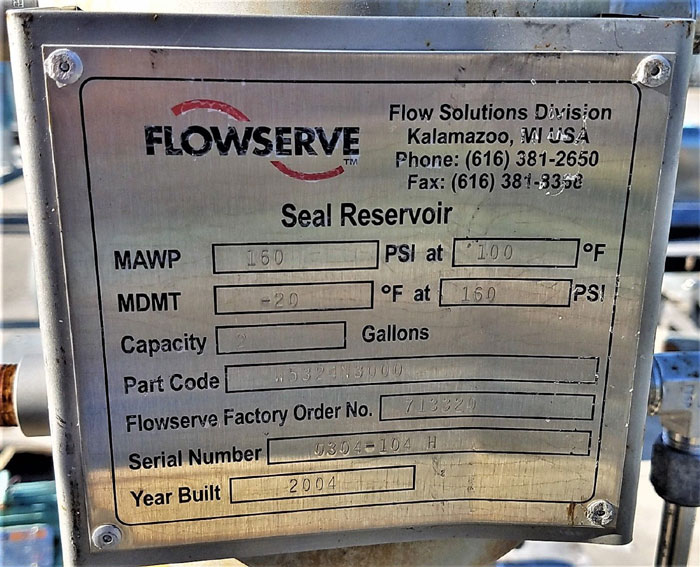 FLOWSERVE ™
Flow Solutions Division
Kalamazoo, MI USA
Phone: (616) 381-2650
Fax: (616)
Seal Reservoir
MAWP 160 PSI at 100 °F
MDMT -20 °F at 160 PSI
Capacity 2 Gallons
Part Code
Flowserve Factory Order No. 713320
Serial Number 0304-104 H
Year Built 2004